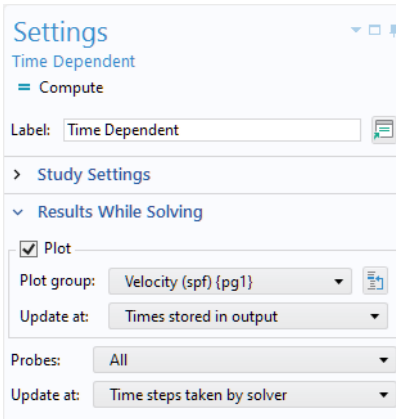 Settings
Time Dependent
= Compute
Label: Time Dependent
Study Settings
Results While Solving
Plot
Plot group: Velocity (spf) {pg1}
Update at: Times stored in output
Probes: All
Update at: Time steps taken by solver